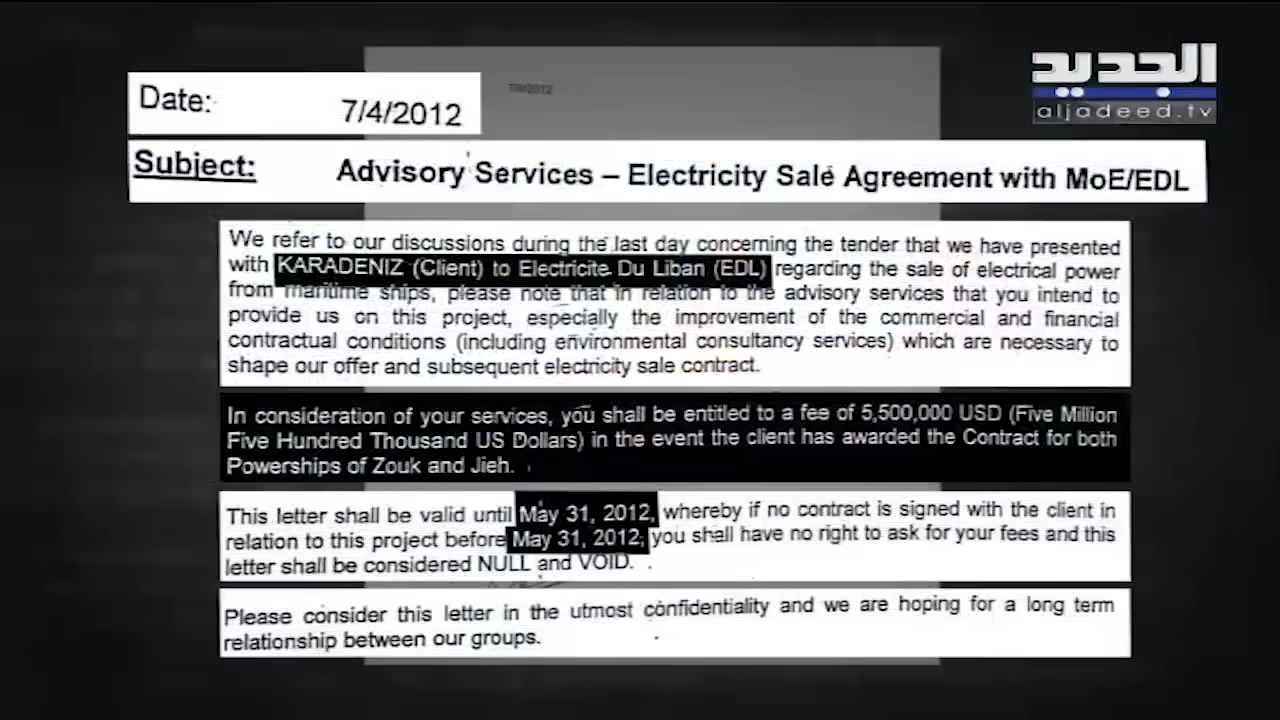 الجديد
aljadeed.tv
7/4/2012
Date: 7/4/2012
Subject: Advisory Services – Electricity Sale Agreement with MoE/EDL
We refer to our discussions during the last day concerning the tender that we have presented
with KARADENIZ (Client) to Electricite Du Liban (EDL) regarding the sale of electrical power
from maritime ships, please note that in relation to the advisory services that you intend to
provide us on this project, especially the improvement of the commercial and financial
contractual conditions (including environmental consultancy services) which are necessary to
shape our offer and subsequent electricity sale contract.
In consideration of your services, you shall be entitled to a fee of 5,500,000 USD (Five Million
Five Hundred Thousand US Dollars) in the event the client has awarded the Contract for both
Powerships of Zouk and Jieh.
This letter shall be valid until May 31, 2012, whereby if no contract is signed with the client in
relation to this project before May 31, 2012, you shall have no right to ask for your fees and this
letter shall be considered NULL and VOID.
Please consider this letter in the utmost confidentiality and we are hoping for a long term
relationship between our groups.